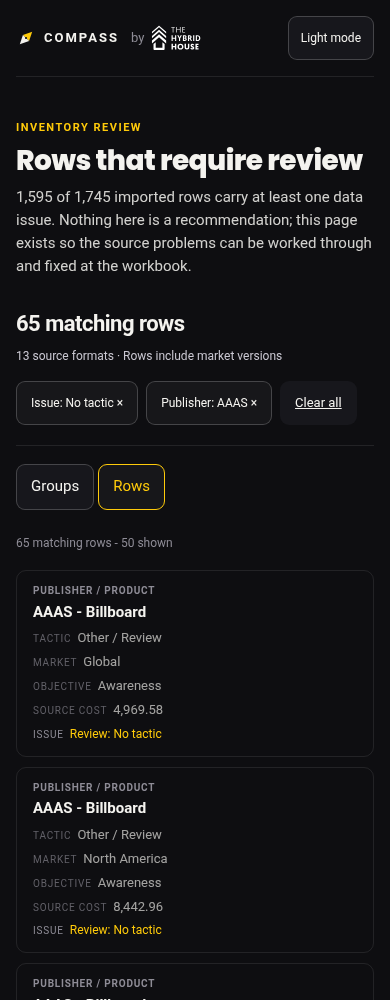 COMPASS by THE HYBRID HOUSE
Light mode
INVENTORY REVIEW
Rows that require review
1,595 of 1,745 imported rows carry at least one data
issue. Nothing here is a recommendation; this page
exists so the source problems can be worked through
and fixed at the workbook.
65 matching rows
13 source formats · Rows include market versions
Issue: No tactic ×
Publisher: AAAS ×
Clear all
Groups
Rows
65 matching rows - 50 shown
PUBLISHER / PRODUCT
AAAS - Billboard
TACTIC Other / Review
MARKET Global
OBJECTIVE Awareness
SOURCE COST 4,969.58
ISSUE Review: No tactic
PUBLISHER / PRODUCT
AAAS - Billboard
TACTIC Other / Review
MARKET North America
OBJECTIVE Awareness
SOURCE COST 8,442.96
ISSUE Review: No tactic
PUBLISHER / PRODUCT
AAAS - Billboard